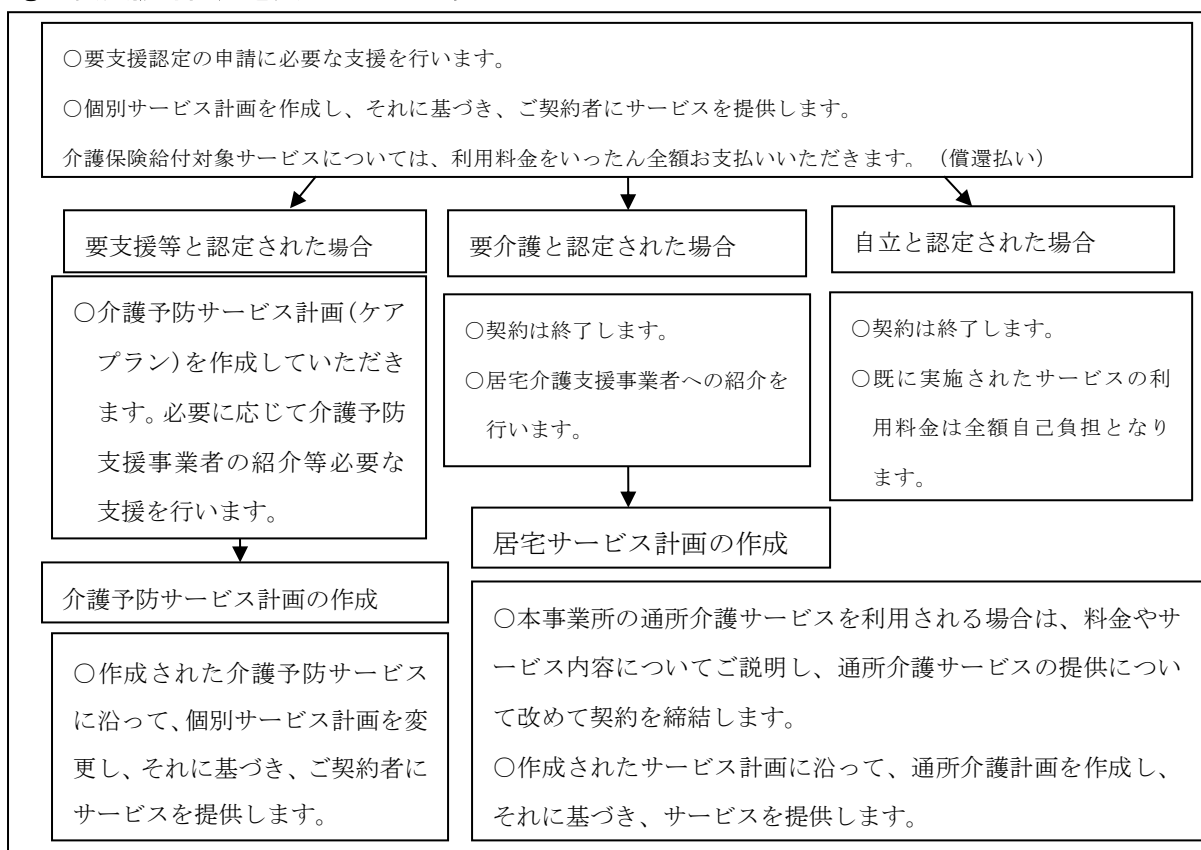 ○要支援認定の申請に必要な支援を行います。
○個別サービス計画を作成し、それに基づき、ご契約者にサービスを提供します。
介護保険給付対象サービスについては、利用料金をいったん全額お支払いいただきます。（償還払い）
要支援等と認定された場合
○介護予防サービス計画(ケア
プラン)を作成していただき
ます。必要に応じて介護予防
支援事業者の紹介等必要な
支援を行います。
介護予防サービス計画の作成
○作成された介護予防サービス
に沿って、個別サービス計画を変
更し、それに基づき、ご契約者に
サービスを提供します。
要介護と認定された場合
○契約は終了します。
○居宅介護支援事業者への紹介を
行います。
居宅サービス計画の作成
○本事業所の通所介護サービスを利用される場合は、料金やサ
ービス内容についてご説明し、通所介護サービスの提供につい
て改めて契約を締結します。
○作成されたサービス計画に沿って、通所介護計画を作成し、
それに基づき、サービスを提供します。
自立と認定された場合
○契約は終了します。
○既に実施されたサービスの利
用料金は全額自己負担となり
ます。